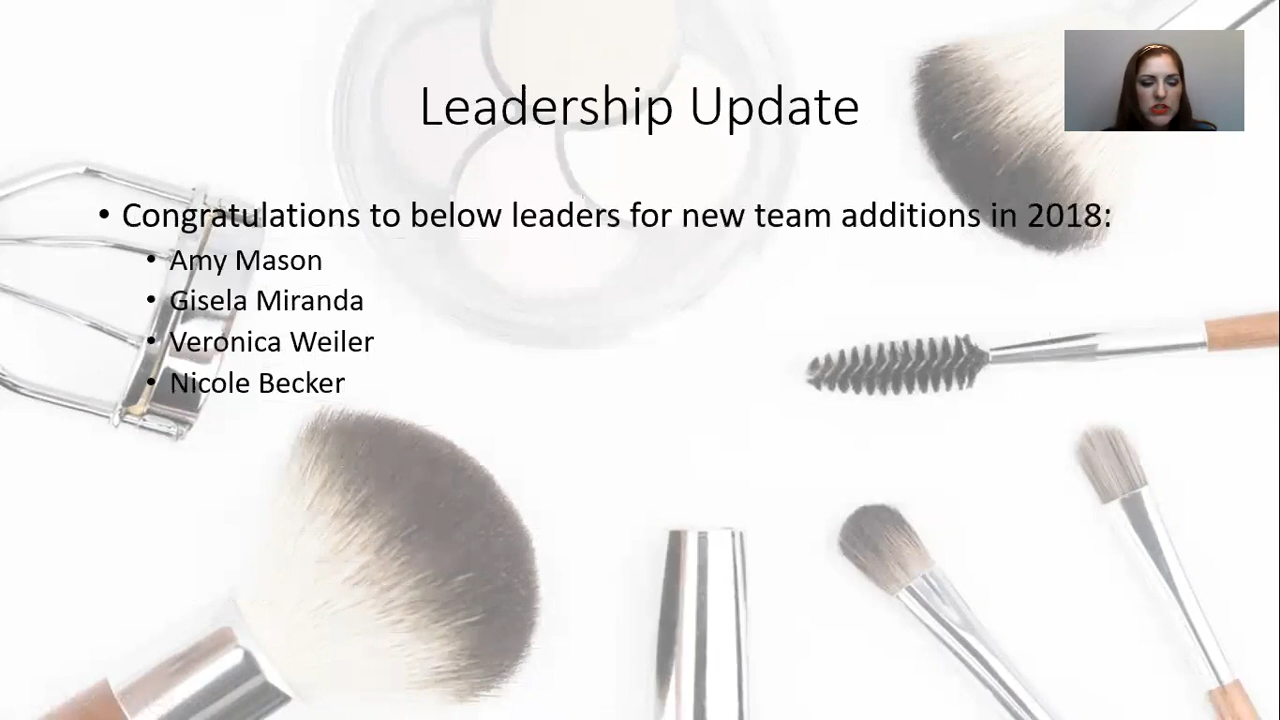 Leadership Update
• Congratulations to below leaders for new team additions in 2018:
• Amy Mason
• Gisela Miranda
• Veronica Weiler
• Nicole Becker